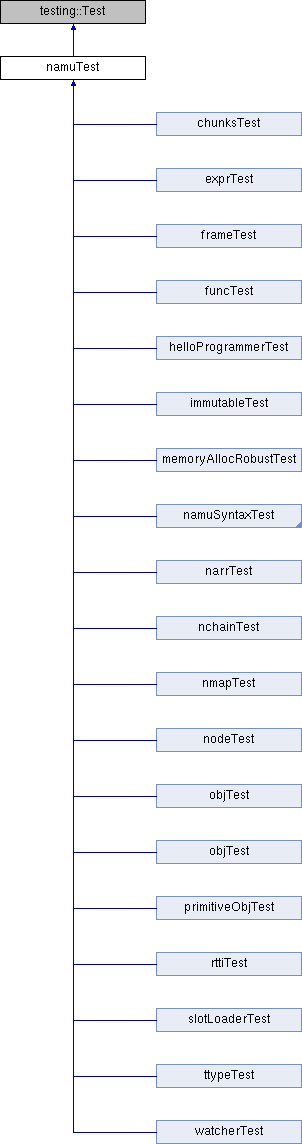 testing::Test
namuTest
chunksTest
exprTest
frameTest
funcTest
helloProgrammerTest
immutableTest
memoryAllocRobustTest
namuSyntaxTest
narrTest
nchainTest
nmapTest
nodeTest
objTest
objTest
primitiveObjTest
rttiTest
slotLoaderTest
ttypeTest
watcherTest